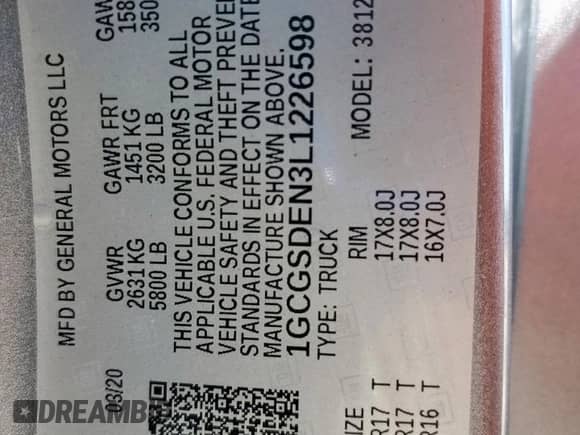 MFD BY GENERAL MOTORS LLC
03/20
GVWR GAWR FRT GAW
2631 KG 1451 KG 158
5800 LB 3200 LB 350
THIS VEHICLE CONFORMS TO ALL
APPLICABLE U.S. FEDERAL MOTOR
VEHICLE SAFETY AND THEFT PREVE
STANDARDS IN EFFECT ON THE DATE
MANUFACTURE SHOWN ABOVE.
1GCGSDEN3L1226598
TYPE: TRUCK MODEL: 3812
IZE RIM
R17 T 17X8.0J
R17 T 17X8.0J
R16 T 16X7.0J
DREAMB